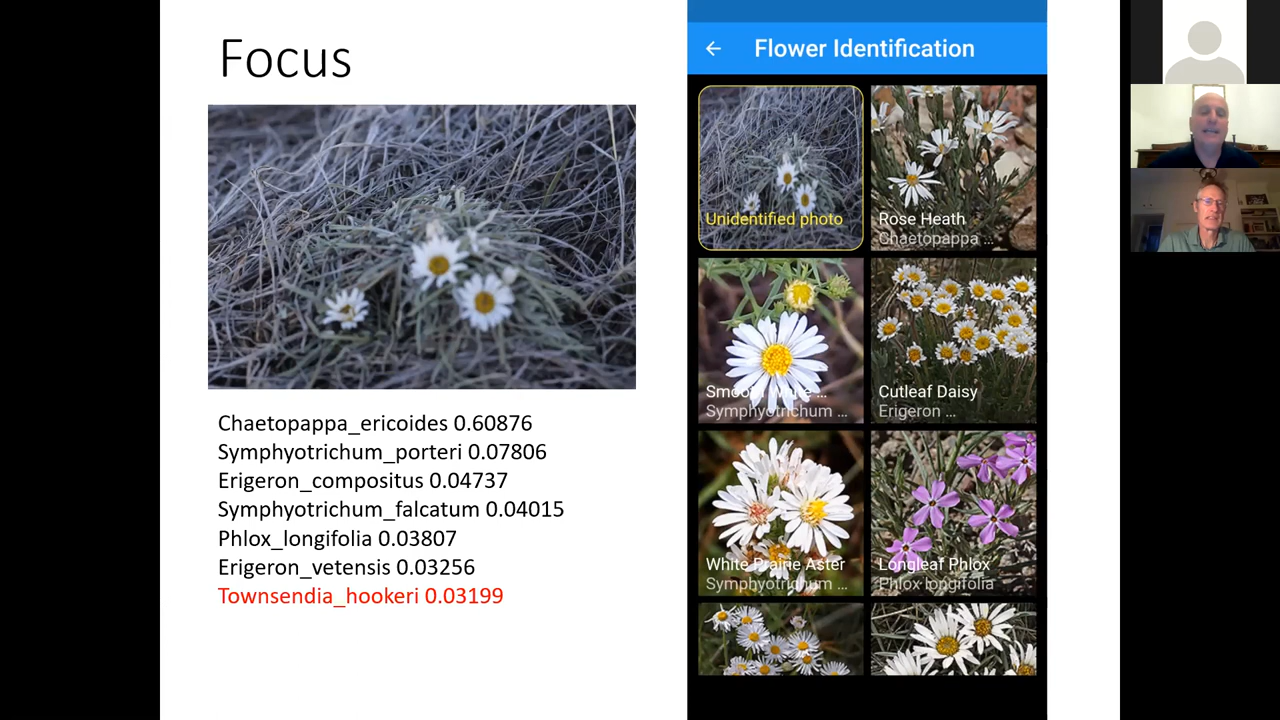 Focus
Chaetopappa_ericoides 0.60876
Symphyotrichum_porteri 0.07806
Erigeron_compositus 0.04737
Symphyotrichum_falcatum 0.04015
Phlox_longifolia 0.03807
Erigeron_vetensis 0.03256
Townsendia_hookeri 0.03199
Flower Identification
Unidentified photo
Rose Heath
Chaetopappa ...
Smooth White ...
Symphyotrichum ...
Cutleaf Daisy
Erigeron ...
White Prairie Aster
Symphyotrichum ...
Longleaf Phlox
Phlox longifolia